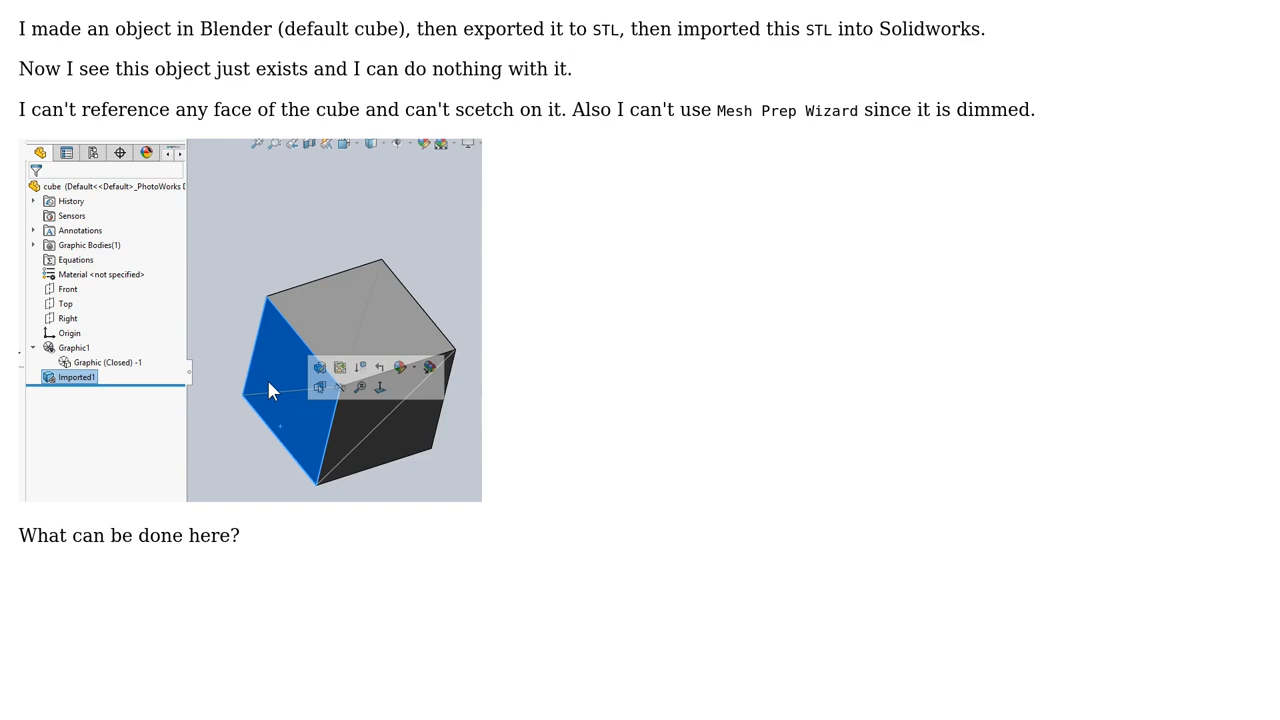 I made an object in Blender (default cube), then exported it to STL, then imported this STL into Solidworks.
Now I see this object just exists and I can do nothing with it.
I can't reference any face of the cube and can't scetch on it. Also I can't use Mesh Prep Wizard since it is dimmed.
cube (Default<<Default>_PhotoWorks D
History
Sensors
Annotations
Graphic Bodies(1)
Equations
Material <not specified>
Front
Top
Right
Origin
Graphic1
Graphic (Closed) -1
Imported1
What can be done here?